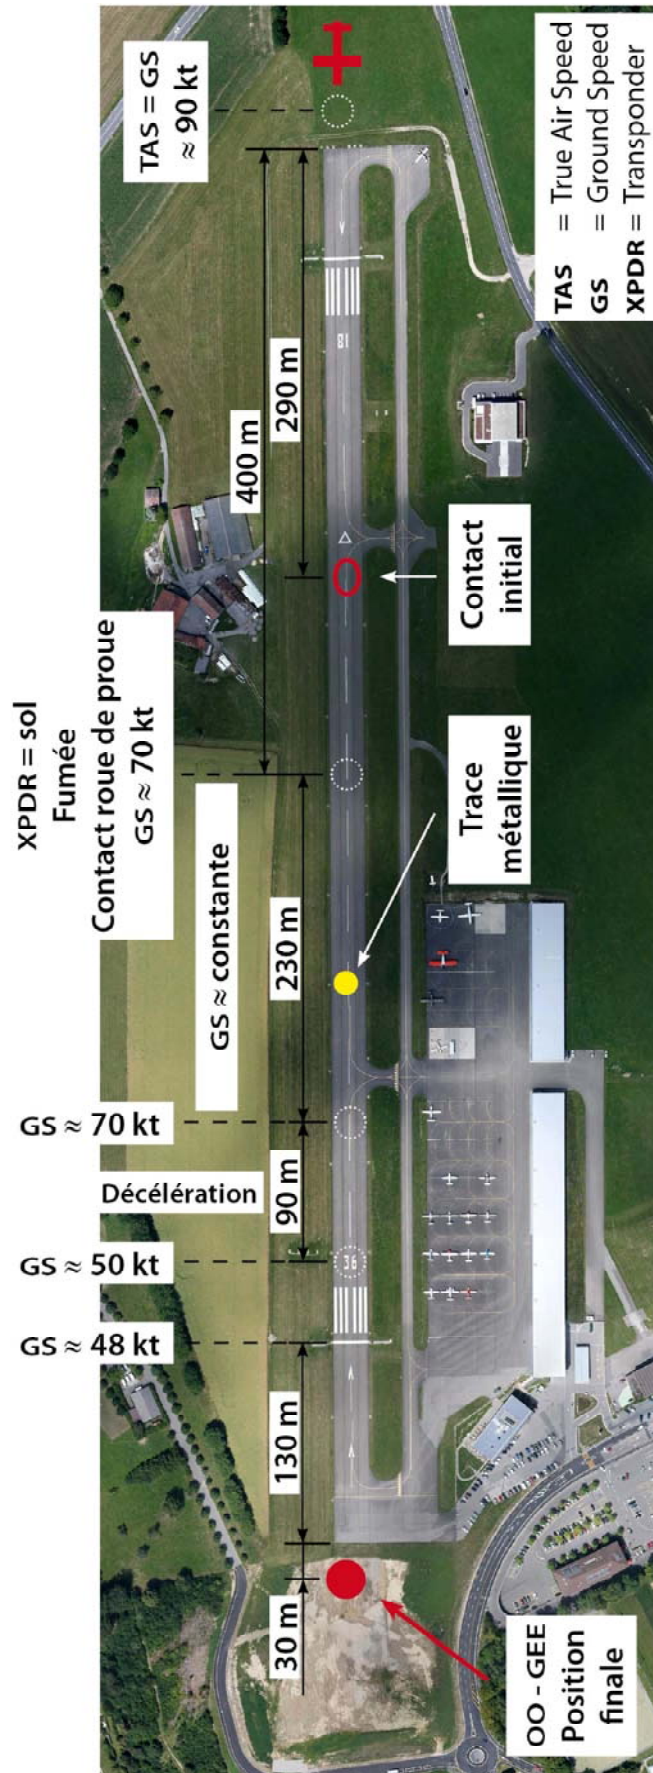 XPDR = sol
Fumée
Contact roue de proue
GS ≈ 70 kt
GS ≈ 48 kt
GS ≈ 50 kt
GS ≈ 70 kt
TAS = GS
≈ 90 kt
Décélération
GS ≈ constante
400 m
30 m
130 m
90 m
230 m
290 m
36
18
OO - GEE
Position
finale
Trace
métallique
Contact
initial
TAS = True Air Speed
GS = Ground Speed
XPDR = Transponder